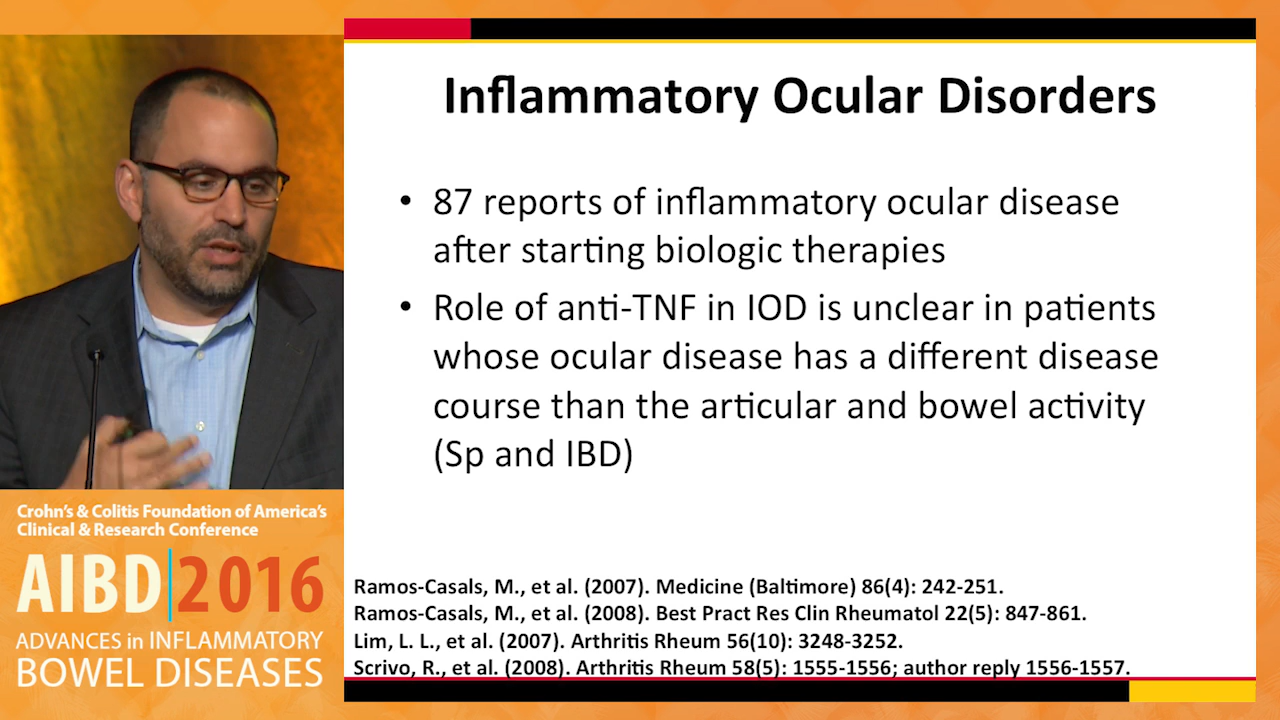 Inflammatory Ocular Disorders
• 87 reports of inflammatory ocular disease
after starting biologic therapies
• Role of anti-TNF in IOD is unclear in patients
whose ocular disease has a different disease
course than the articular and bowel activity
(Sp and IBD)
Ramos-Casals, M., et al. (2007). Medicine (Baltimore) 86(4): 242-251.
Ramos-Casals, M., et al. (2008). Best Pract Res Clin Rheumatol 22(5): 847-861.
Lim, L. L., et al. (2007). Arthritis Rheum 56(10): 3248-3252.
Scrivo, R., et al. (2008). Arthritis Rheum 58(5): 1555-1556; author reply 1556-1557.
Crohn's & Colitis Foundation of America's
Clinical & Research Conference
AIBD|2016
ADVANCES in INFLAMMATORY
BOWEL DISEASES